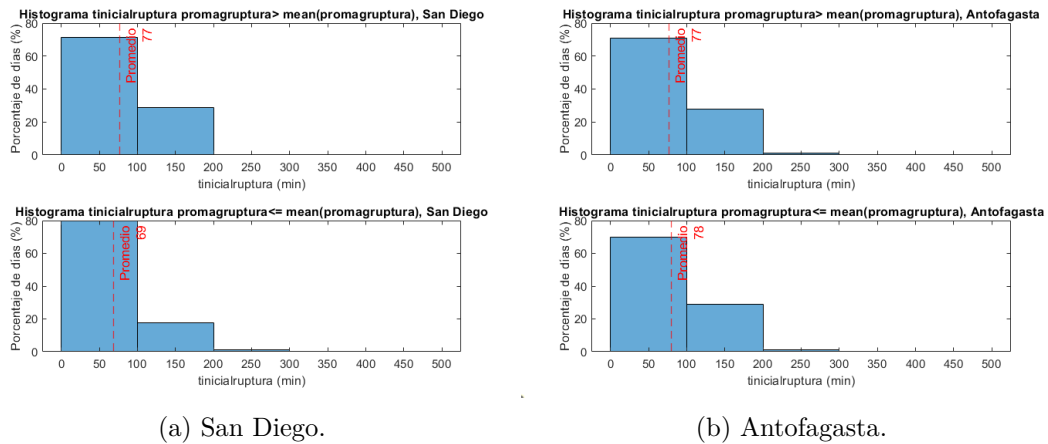 Histograma tinicialruptura promagruptura> mean(promagruptura), San Diego
Porcentaje de días (%)
80
60
40
20
0
Promedio
77
0 50 100 150 200 250 300 350 400 450 500
tinicialruptura (min)
Histograma tinicialruptura promagruptura<= mean(promagruptura), San Diego
Porcentaje de días (%)
80
60
40
20
0
Promedio
69
0 50 100 150 200 250 300 350 400 450 500
tinicialruptura (min)
(a) San Diego.
Histograma tinicialruptura promagruptura> mean(promagruptura), Antofagasta
Porcentaje de días (%)
80
60
40
20
0
Promedio
77
0 50 100 150 200 250 300 350 400 450 500
tinicialruptura (min)
Histograma tinicialruptura promagruptura<= mean(promagruptura), Antofagasta
Porcentaje de días (%)
80
60
40
20
0
Promedio
78
0 50 100 150 200 250 300 350 400 450 500
tinicialruptura (min)
(b) Antofagasta.